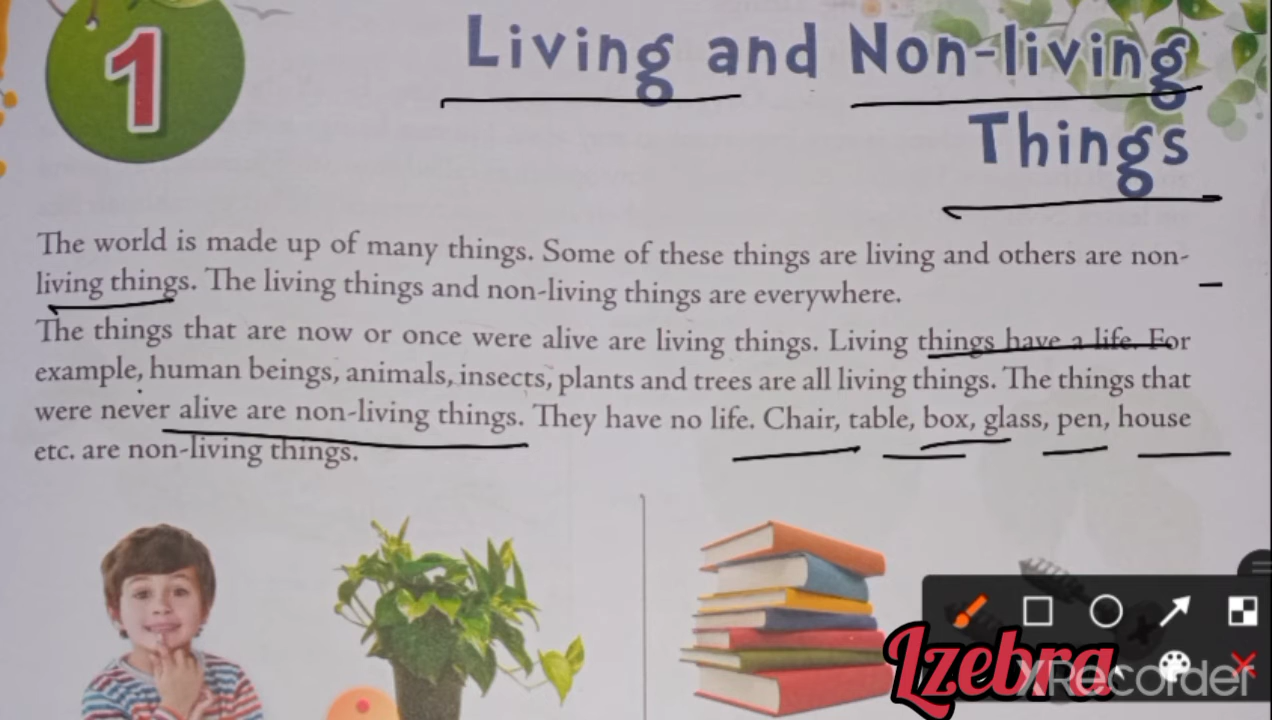 1
Living and Non-living
Things
The world is made up of many things. Some of these things are living and others are non-
living things. The living things and non-living things are everywhere.
The things that are now or once were alive are living things. Living things have a life. For
example, human beings, animals, insects, plants and trees are all living things. The things that
were never alive are non-living things. They have no life. Chair, table, box, glass, pen, house
etc. are non-living things.
Lzebra
XRecorder